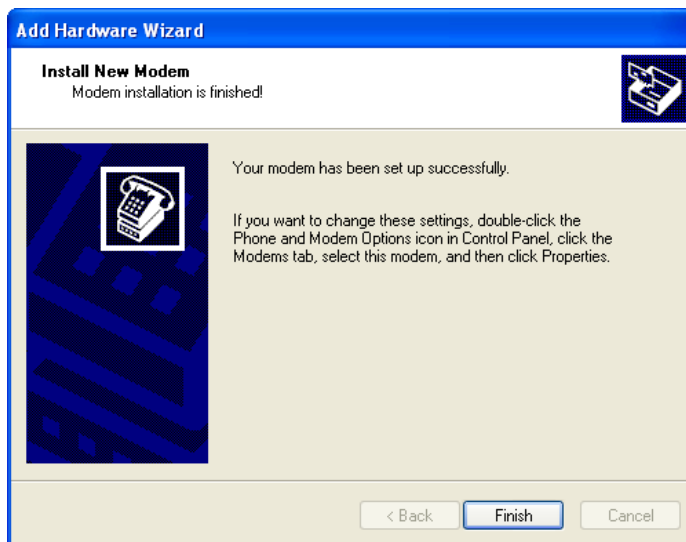 Add Hardware Wizard
Install New Modem
Modem installation is finished!
Your modem has been set up successfully.
If you want to change these settings, double-click the
Phone and Modem Options icon in Control Panel, click the
Modems tab, select this modem, and then click Properties.
< Back
Finish
Cancel